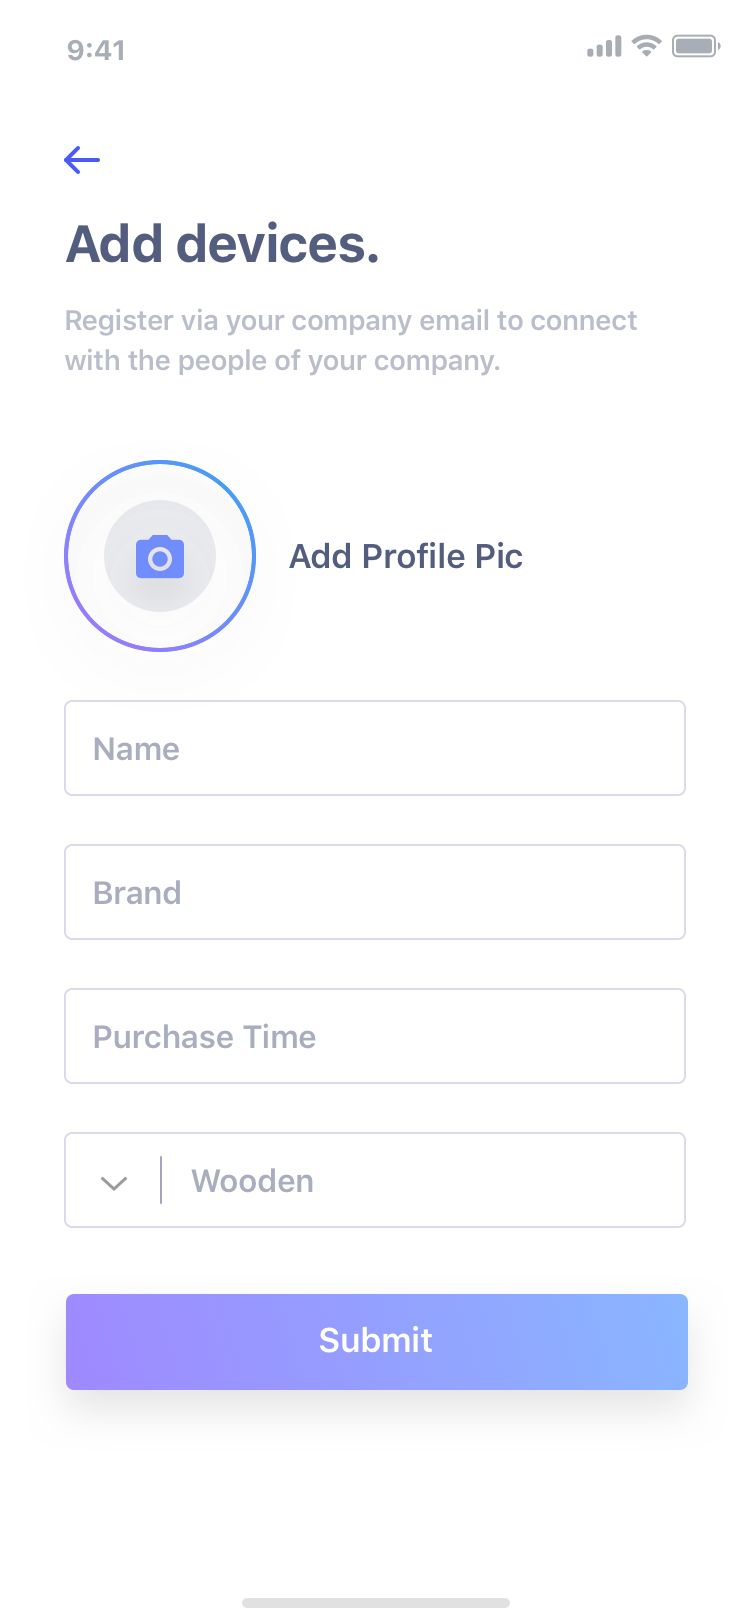 9:41
Add devices.
Register via your company email to connect
with the people of your company.
Add Profile Pic
Name
Brand
Purchase Time
Wooden
Submit